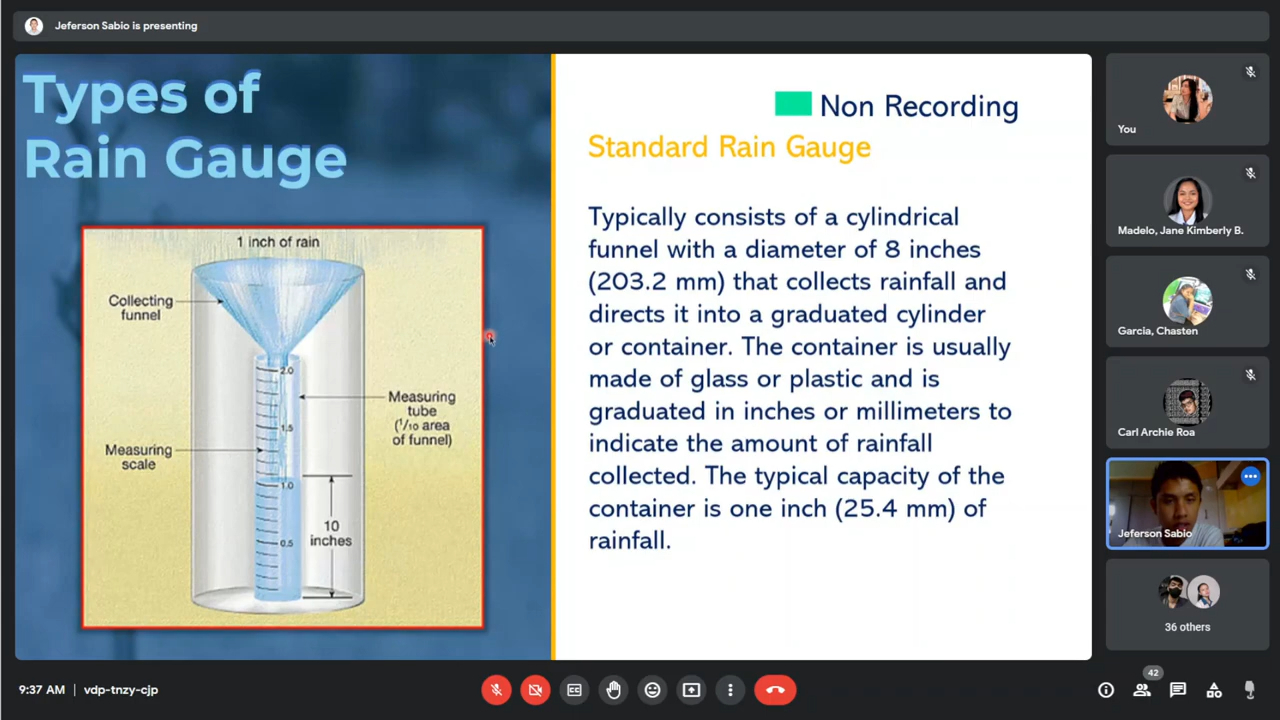 Jeferson Sabio is presenting
Types of
Rain Gauge
1 inch of rain
Collecting
funnel
2.0
Measuring
tube
(1/10 area
of funnel)
1.5
Measuring
scale
1.0
10
inches
0.5
Non Recording
Standard Rain Gauge
Typically consists of a cylindrical
funnel with a diameter of 8 inches
(203.2 mm) that collects rainfall and
directs it into a graduated cylinder
or container. The container is usually
made of glass or plastic and is
graduated in inches or millimeters to
indicate the amount of rainfall
collected. The typical capacity of the
container is one inch (25.4 mm) of
rainfall.
You
Madelo, Jane Kimberly B.
Garcia, Chasten
Carl Archie Roa
Jeferson Sabio
36 others
9:37 AM | vdp-tnzy-cjp
CC
42